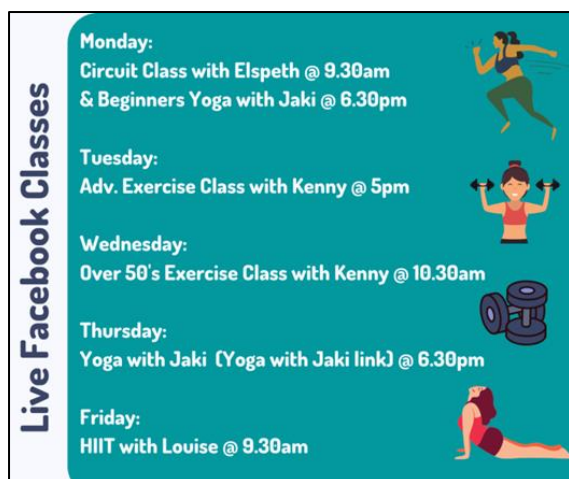 Live Facebook Classes
Monday:
Circuit Class with Elspeth @ 9.30am
& Beginners Yoga with Jaki @ 6.30pm
Tuesday:
Adv. Exercise Class with Kenny @ 5pm
Wednesday:
Over 50's Exercise Class with Kenny @ 10.30am
Thursday:
Yoga with Jaki (Yoga with Jaki link) @ 6.30pm
Friday:
HIIT with Louise @ 9.30am